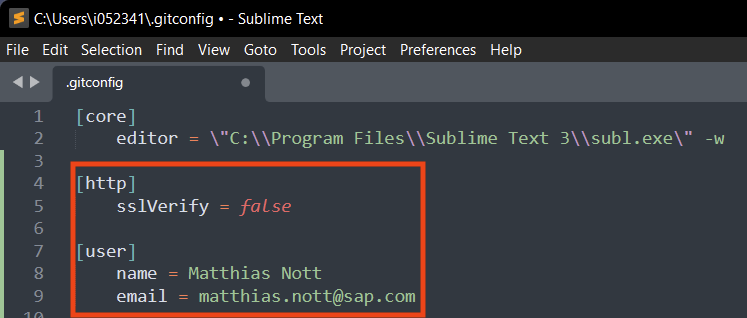 C:\Users\i052341\.gitconfig • - Sublime Text
File Edit Selection Find View Goto Tools Project Preferences Help
.gitconfig
1 [core]
2 editor = \"C:\\Program Files\\Sublime Text 3\\subl.exe\" -w
3
4 [http]
5 sslVerify = false
6
7 [user]
8 name = Matthias Nott
9 email = matthias.nott@sap.com
10